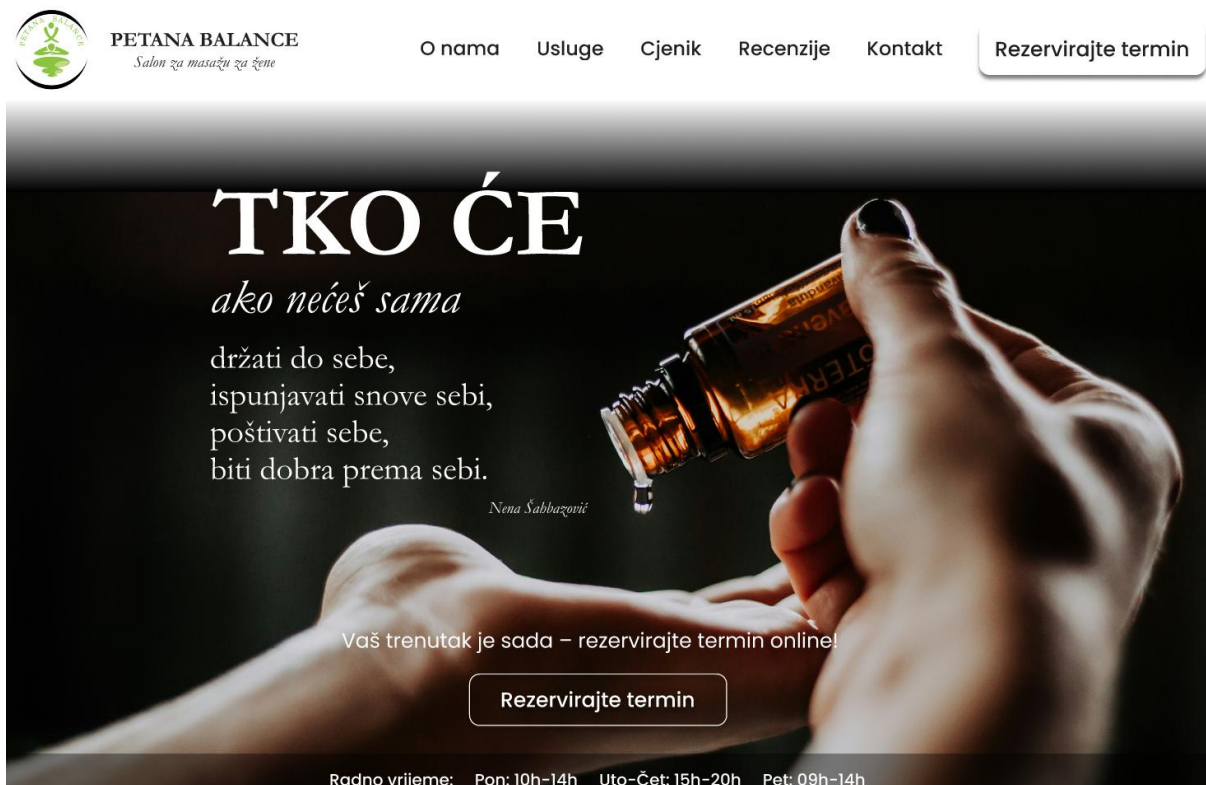 PETANA BALANCE
PETANA BALANCE
Salon za masažu za žene
O nama
Usluge
Cjenik
Recenzije
Kontakt
Rezervirajte termin
TKO ĆE
ako nećeš sama
držati do sebe,
ispunjavati snove sebi,
poštivati sebe,
biti dobra prema sebi.
Nena Šahbazović
Vaš trenutak je sada – rezervirajte termin online!
Rezervirajte termin
Radno vrijeme: Pon: 10h-14h Uto-Čet: 15h-20h Pet: 09h-14h